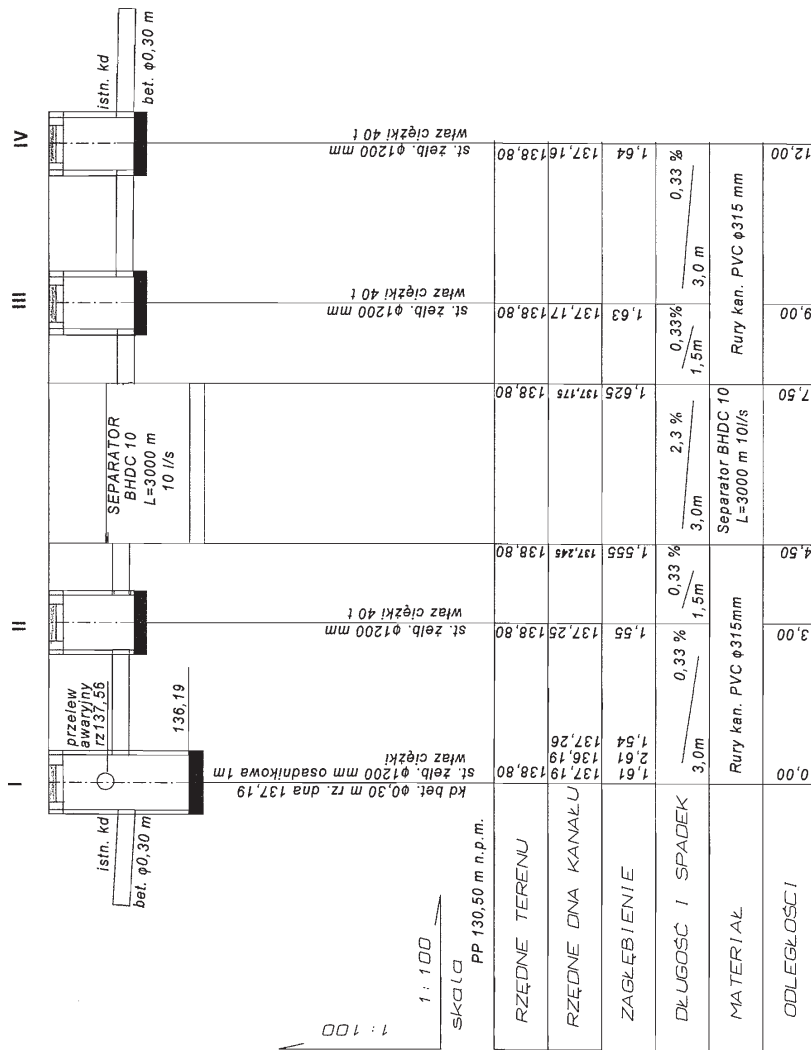 I
II
III
IV
istn. kd
bet. φ0,30 m
przelew
awaryjny
rz137,56
136,19
SEPARATOR
BHDC 10
L=3000 m
10 l/s
istn. kd
bet. φ0,30 m
kd bet. φ0,30 m rz. dna 137,19
st. żelb. φ1200 mm osadnikowa 1m
właz ciężki
st. żelb. φ1200 mm
właz ciężki 40 t
st. żelb. φ1200 mm
właz ciężki 40 t
st. żelb. φ1200 mm
właz ciężki 40 t
1:100
1:100
skala
PP 130,50 m n.p.m.
RZĘDNE TERENU
138,80
138,80
138,80
138,80
138,80
138,80
RZĘDNE DNA KANAŁU
137,19
136,19
137,26
137,25
137,245
137,175
137,17
137,16
ZAGŁĘBIENIE
1,61
2,61
1,54
1,55
1,555
1,625
1,63
1,64
DŁUGOŚĆ I SPADEK
3,0m
0,33 %
1,5m
0,33 %
3,0m
2,3 %
1,5m
0,33%
3,0 m
0,33 %
MATERIAŁ
Rury kan. PVC φ315mm
Separator BHDC 10
L=3000 m 10l/s
Rury kan. PVC φ315 mm
ODLEGŁOŚCI
0,00
3,00
4,50
7,50
9,00
12,00